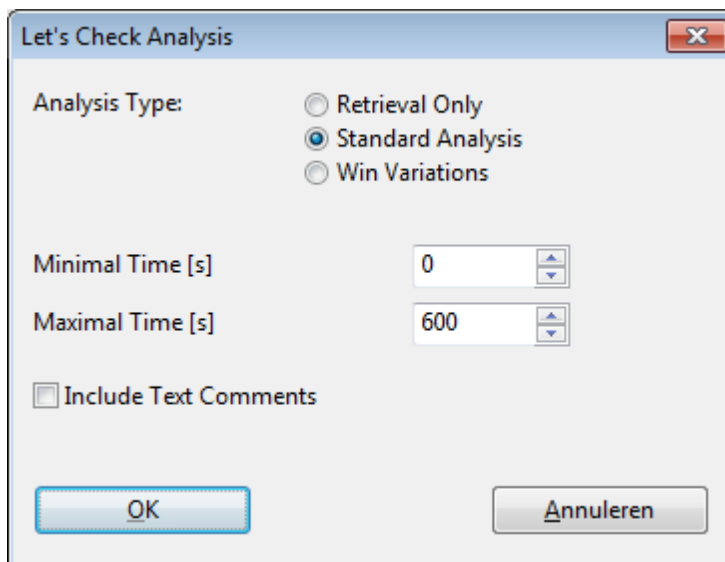 Let's Check Analysis
Analysis Type:
Retrieval Only
Standard Analysis
Win Variations
Minimal Time [s]
0
Maximal Time [s]
600
Include Text Comments
OK
Annuleren